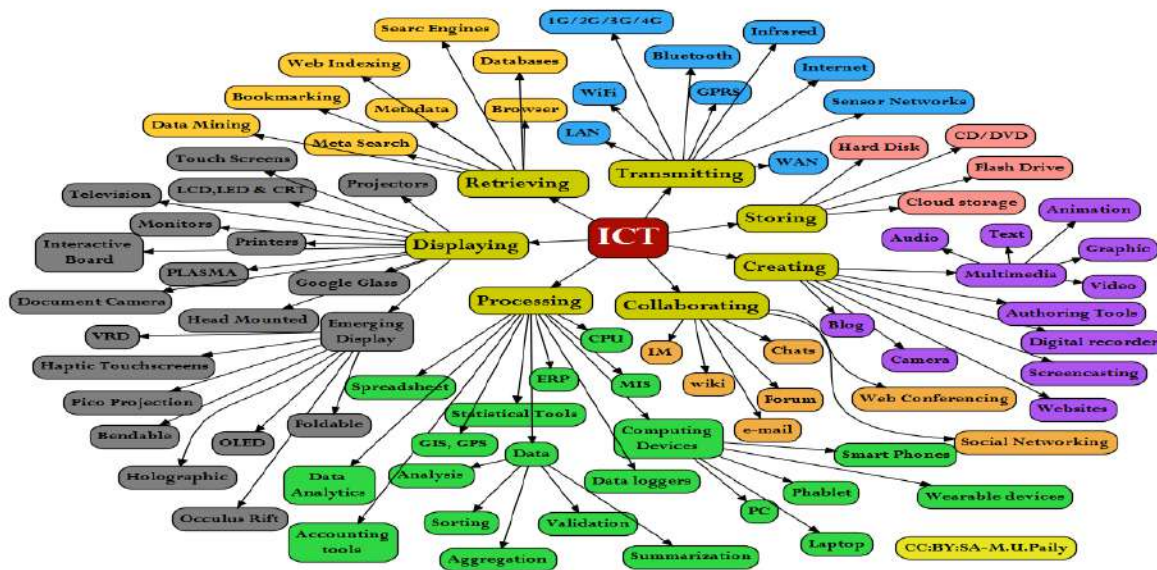 1G/2G/3G/4G
Infrared
Searc Engines
Bluetooth
Web Indexing
Databases
Internet
WiFi
GPRS
Bookmarking
Metadata
Browser
Sensor Networks
Data Mining
LAN
CD/DVD
Meta Search
Hard Disk
Touch Screens
WAN
Flash Drive
Transmitting
Retrieving
Projectors
LCD,LED & CRT
Television
Cloud storage
Animation
Storing
Monitors
Text
Audio
ICT
Graphic
Printers
Displaying
Interactive
Board
Creating
Multimedia
PLASMA
Video
Google Glass
Document Camera
Processing
Collaborating
Authoring Tools
Head Mounted
Emerging
Display
Blog
VRD
CPU
Digital recorder
IM
Chats
Camera
Haptic Touchscreens
Screencasting
ERP
MIS
Spreadsheet
wiki
Web Conferencing
Pico Projection
Forum
Websites
Statistical Tools
Foldable
e-mail
Bendable
OLED
GIS, GPS
Computing
Devices
Social Networking
Data
Smart Phones
Holographic
Analysis
Data
Analytics
Data loggers
Phablet
Wearable devices
PC
Occulus Rift
Sorting
Validation
Accounting
tools
Laptop
CC:BY:SA-M.U.Paily
Aggregation
Summarization